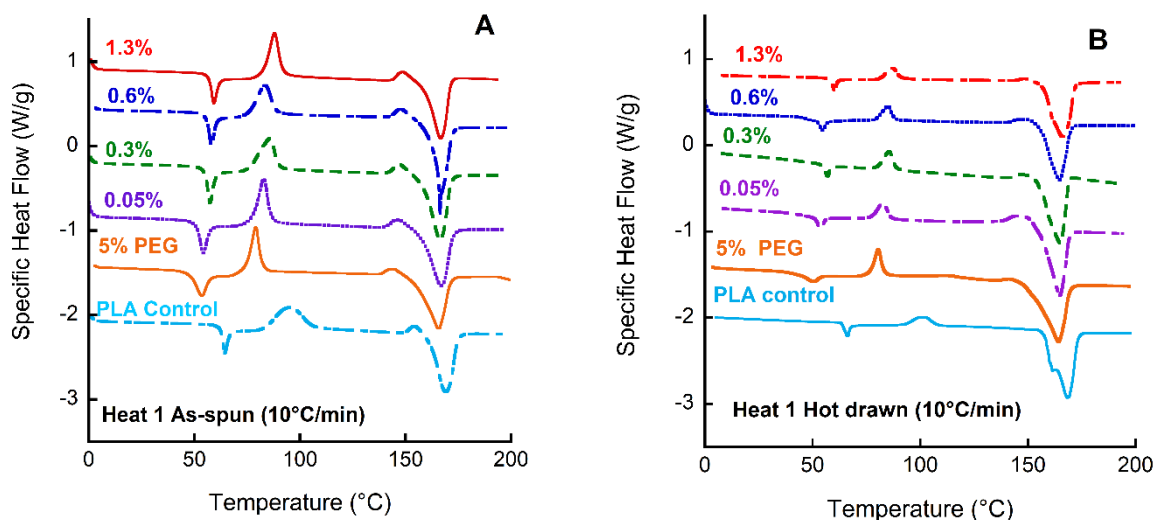 A
1
0
-1
-2
-3
Specific Heat Flow (W/g)
1.3%
0.6%
0.3%
0.05%
5% PEG
PLA Control
Heat 1 As-spun (10°C/min)
0
50
100
150
200
Temperature (°C)
B
1
0
-1
-2
-3
Specific Heat Flow (W/g)
1.3%
0.6%
0.3%
0.05%
5% PEG
PLA control
Heat 1 Hot drawn (10°C/min)
0
50
100
150
200
Temperature (°C)